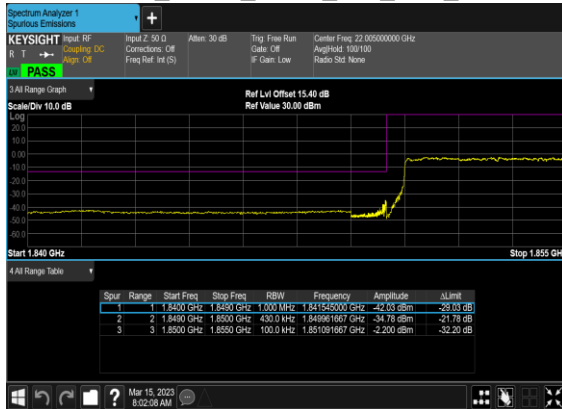 Spectrum Analyzer 1
Spurious Emissions
+
KEYSIGHT Input: RF Input Z: 50 Ω Atten: 30 dB Trig: Free Run Center Freq: 22.005000000 GHz
R T Coupling: DC Corrections: Off Gate: Off Avg|Hold: 100/100
Align: Off Freq Ref: Int (S) IF Gain: Low Radio Std: None
LW PASS
3 All Range Graph Ref Lvl Offset 15.40 dB
Scale/Div 10.0 dB Ref Value 30.00 dBm
Log
20.0
10.0
0.00
-10.0
-20.0
-30.0
-40.0
-50.0
-60.0
Start 1.840 GHz Stop 1.855 GH
4 All Range Table
Spur Range Start Freq Stop Freq RBW Frequency Amplitude ΔLimit
1 1 1.8400 GHz 1.8490 GHz 1.000 MHz 1.841545000 GHz -42.03 dBm -29.03 dB
2 2 1.8490 GHz 1.8500 GHz 430.0 kHz 1.849961667 GHz -34.78 dBm -21.78 dB
3 3 1.8500 GHz 1.8550 GHz 100.0 kHz 1.851091667 GHz -2.200 dBm -32.20 dB
? Mar 15, 2023
8:02:08 AM